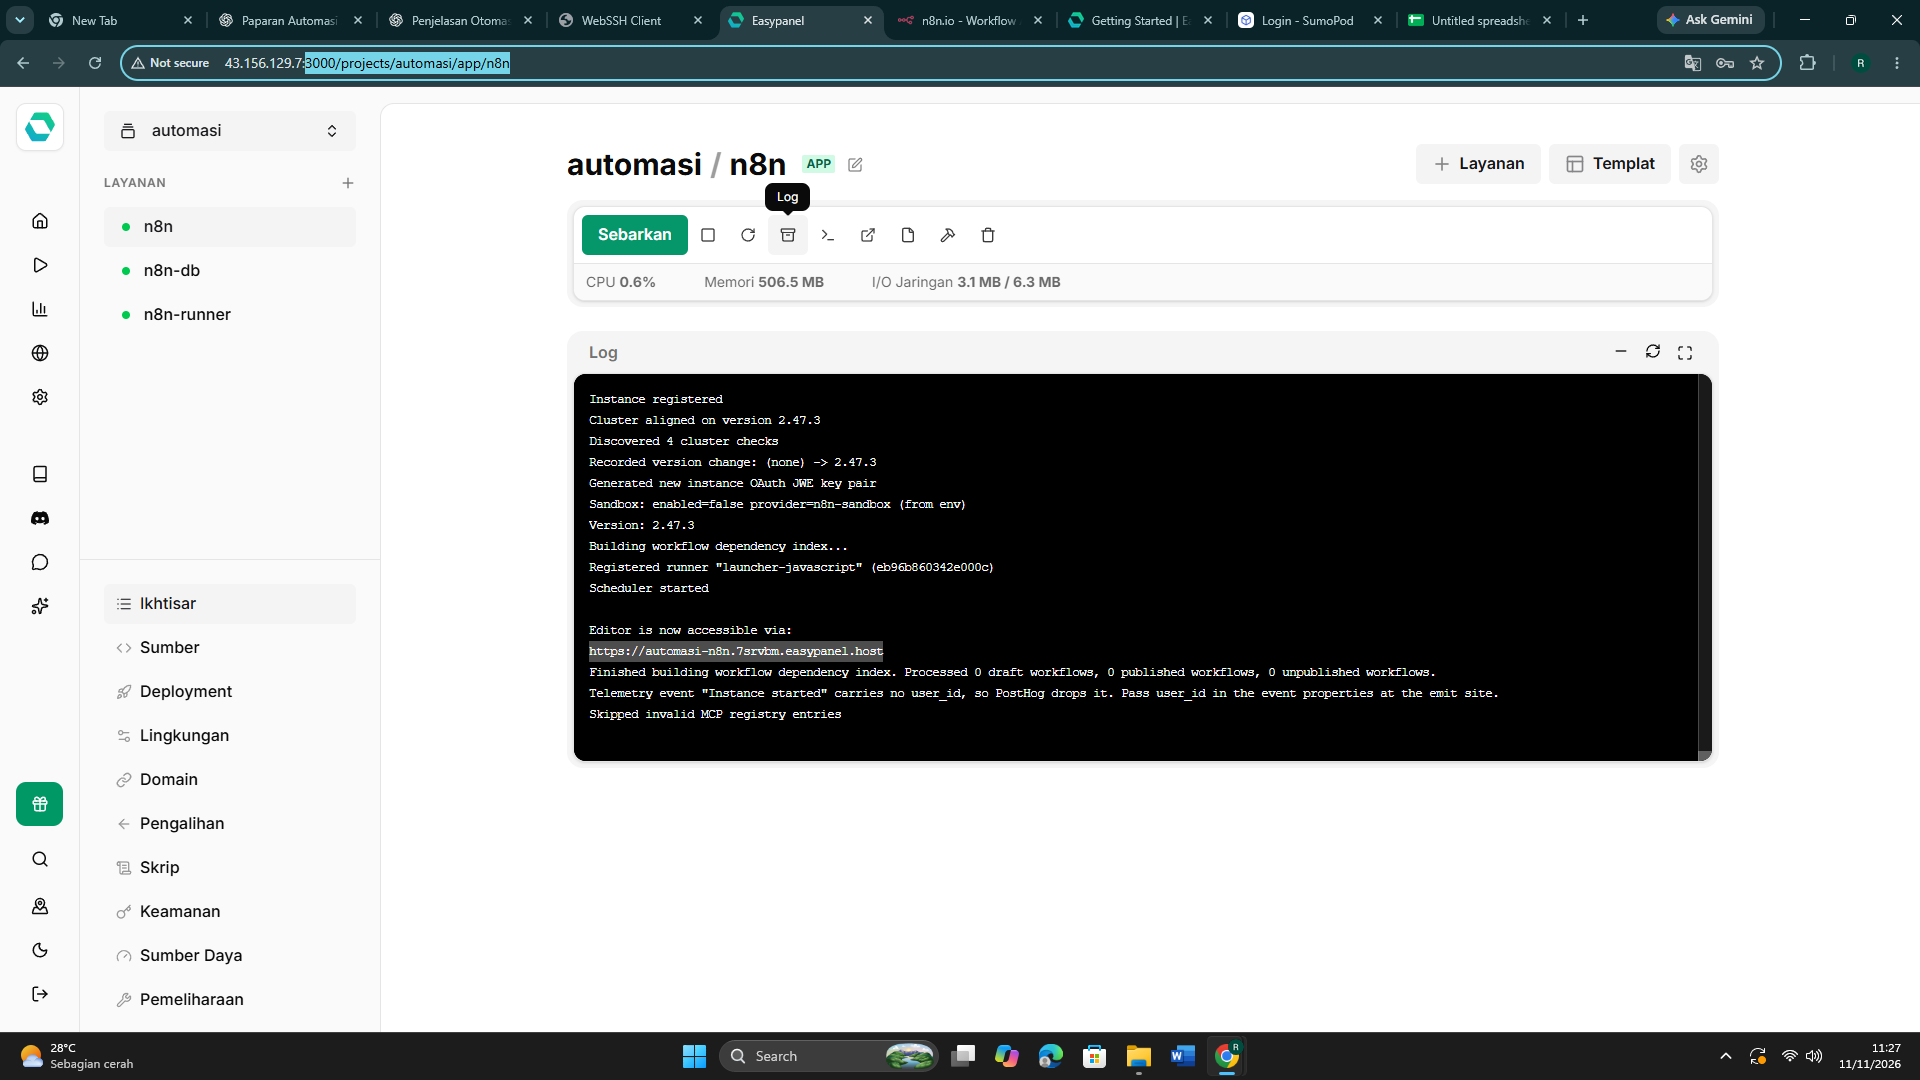 New Tab
Paparan Automasi
Penjelasan Otomas
WebSSH Client
Easypanel
n8n.io - Workflow
Getting Started | E
Login - SumoPod
Untitled spreadshe
Ask Gemini
Not secure
43.156.129.7:3000/projects/automasi/app/n8n
R
automasi
LAYANAN
n8n
n8n-db
n8n-runner
Ikhtisar
Sumber
Deployment
Lingkungan
Domain
Pengalihan
Skrip
Keamanan
Sumber Daya
Pemeliharaan
automasi / n8n
APP
Layanan
Templat
Log
Sebarkan
CPU 0.6%
Memori 506.5 MB
I/O Jaringan 3.1 MB / 6.3 MB
Log
Instance registered
Cluster aligned on version 2.47.3
Discovered 4 cluster checks
Recorded version change: (none) -> 2.47.3
Generated new instance OAuth JWE key pair
Sandbox: enabled=false provider=n8n-sandbox (from env)
Version: 2.47.3
Building workflow dependency index...
Registered runner "launcher-javascript" (eb96b860342e000c)
Scheduler started
Editor is now accessible via:
https://automasi-n8n.7srvbm.easypanel.host
Finished building workflow dependency index. Processed 0 draft workflows, 0 published workflows, 0 unpublished workflows.
Telemetry event "Instance started" carries no user_id, so PostHog drops it. Pass user_id in the event properties at the emit site.
Skipped invalid MCP registry entries
28°C
Sebagian cerah
Search
R
11:27
11/11/2026